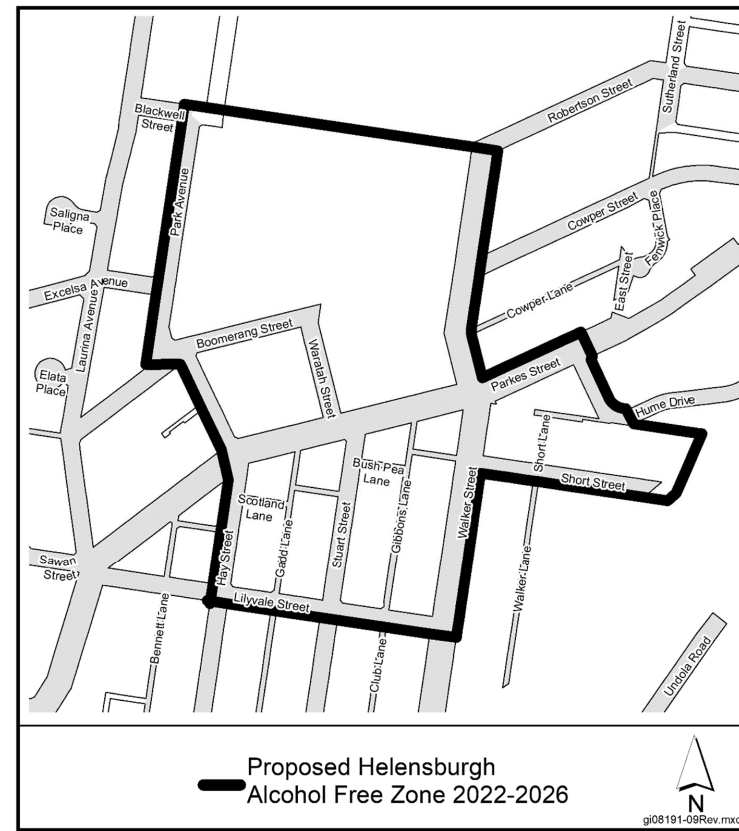 Sutherland Street
Robertson Street
Blackwell
Street
Park Avenue
Saligna
Place
Cowper Street
Fenwick Place
Excelsa Avenue
East Street
Laurina Avenue
Cowper Lane
Boomerang Street
Waratah Street
Elata
Place
Parkes Street
Hume Drive
Short Lane
Bush Pea
Lane
Short Street
Scotland
Lane
Gadd Lane
Stuart Street
Gibbons Lane
Walker Street
Hay Street
Sawan
Street
Lilyvale Street
Walker Lane
Bennett Lane
Club Lane
Undola Road
Proposed Helensburgh
Alcohol Free Zone 2022-2026
N
gi08191-09Rev.mxd